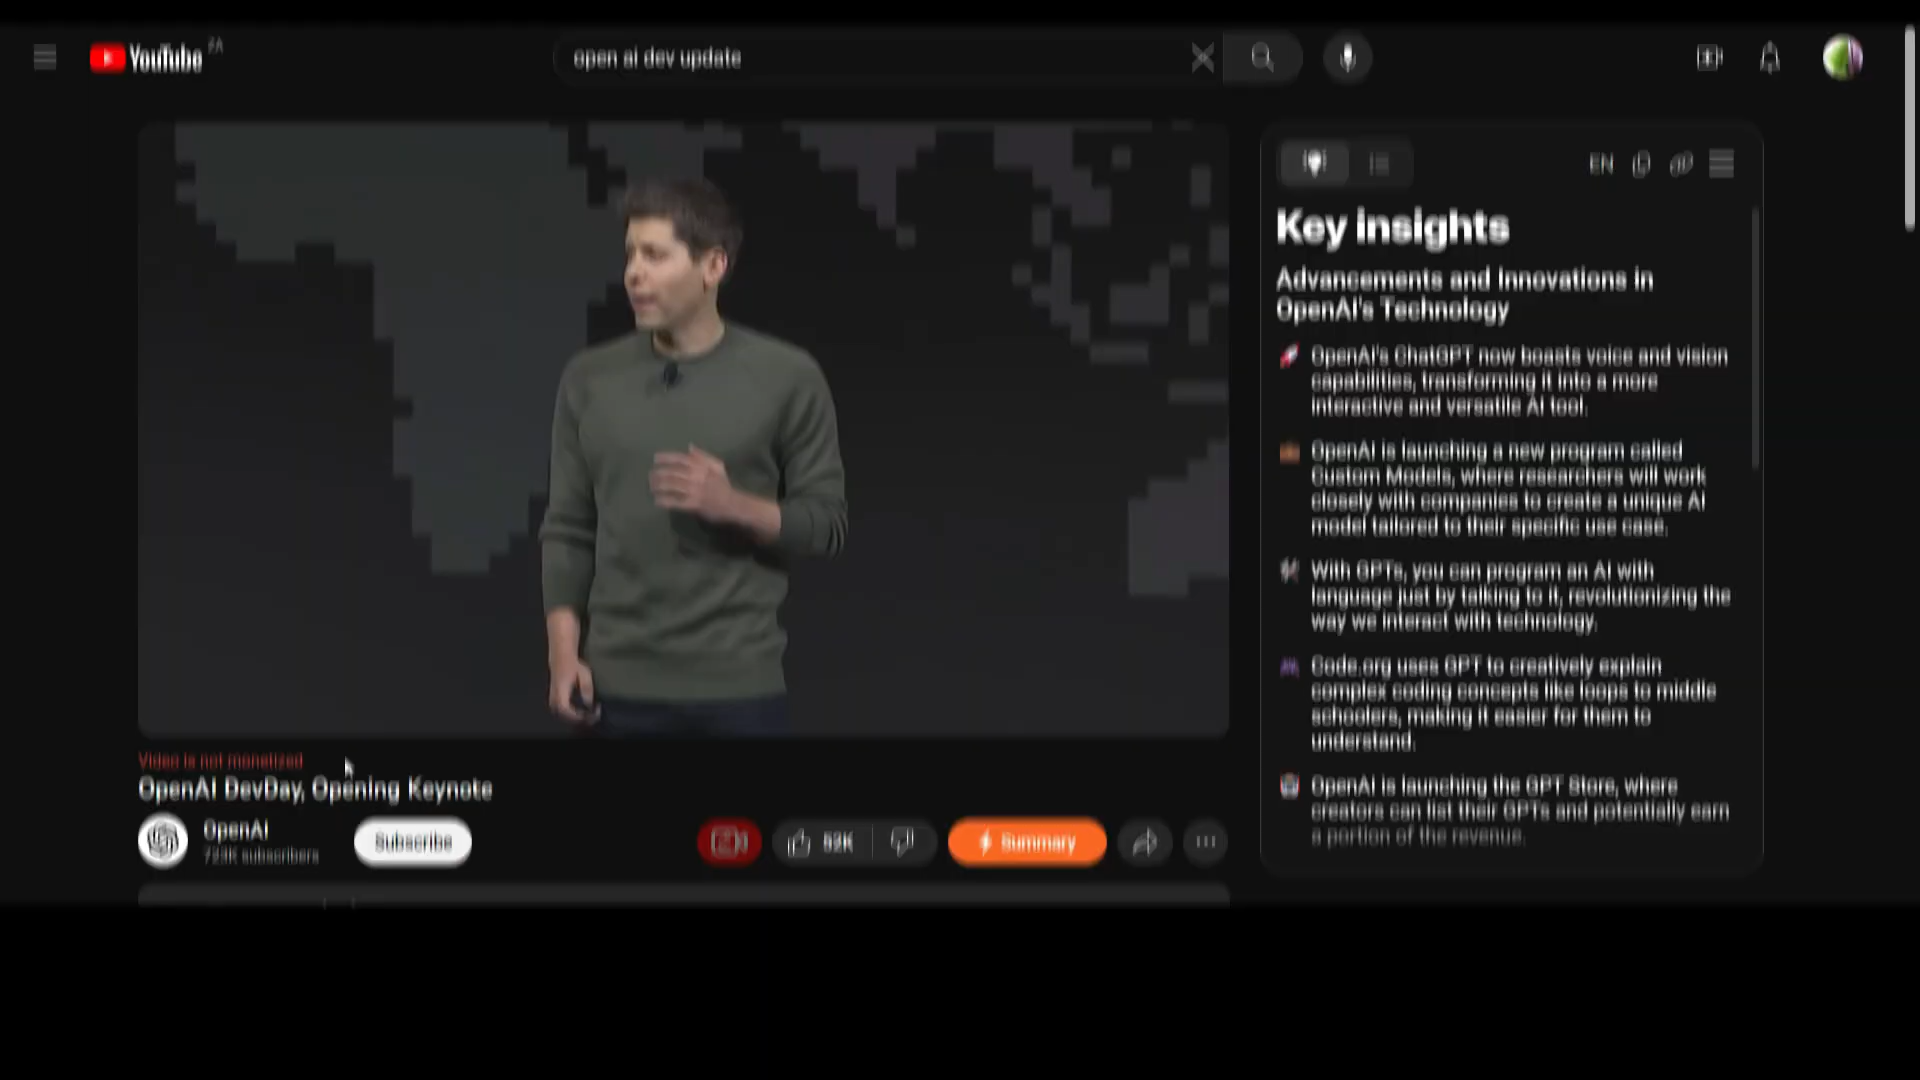 YouTube ZA
open ai dev update
EN
Key insights
Advancements and Innovations in
OpenAI's Technology
OpenAI's ChatGPT now boasts voice and vision
capabilities, transforming it into a more
interactive and versatile AI tool.
OpenAI is launching a new program called
Custom Models, where researchers will work
closely with companies to create a unique AI
model tailored to their specific use case.
With GPTs, you can program an AI with
language just by talking to it, revolutionizing the
way we interact with technology.
Code.org uses GPT to creatively explain
complex coding concepts like loops to middle
schoolers, making it easier for them to
understand.
OpenAI is launching the GPT Store, where
creators can list their GPTs and potentially earn
a portion of the revenue.
Video is not monetized
OpenAI DevDay, Opening Keynote
OpenAI
subscribers
Subscribe
52K
Summary